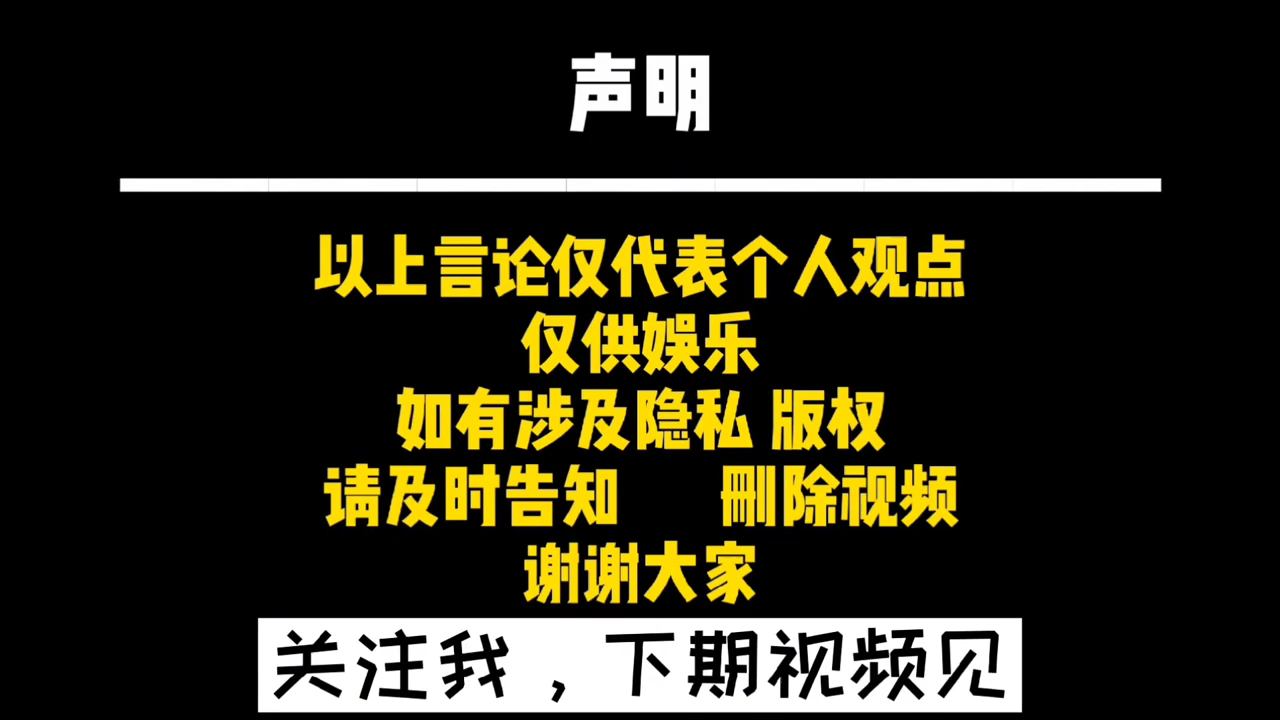 声明
以上言论仅代表个人观点
仅供娱乐
如有涉及隐私 版权
请及时告知 删除视频
谢谢大家
关注我，下期视频见